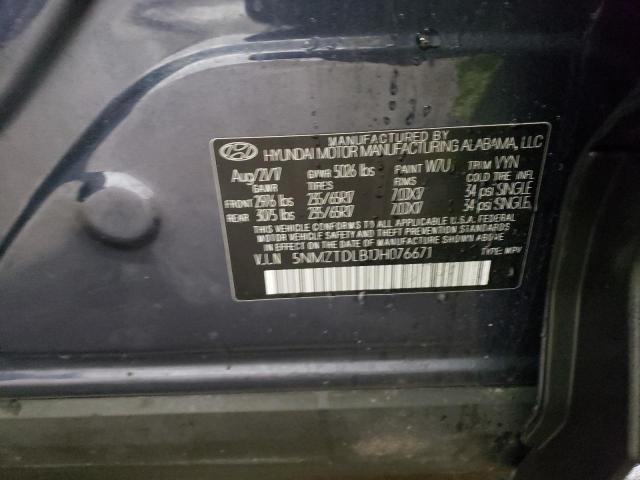 MANUFACTURED BY
HYUNDAI MOTOR MANUFACTURING ALABAMA, LLC
Aug/21/17 GVWR 5026 lbs PAINT W7U TRIM VYN
GAWR TIRES RIMS COLD TIRE INFL
FRONT 2976 lbs 235/65R17 7.0JX17 34 psi SINGLE
REAR 3075 lbs 235/65R17 7.0JX17 34 psi SINGLE
THIS VEHICLE CONFORMS TO ALL APPLICABLE U.S.A. FEDERAL
MOTOR VEHICLE SAFETY AND THEFT PREVENTION STANDARDS
IN EFFECT ON THE DATE OF MANUFACTURE SHOWN ABOVE.
V.I.N 5NMZTDLB1JH076671 TYPE: MPV